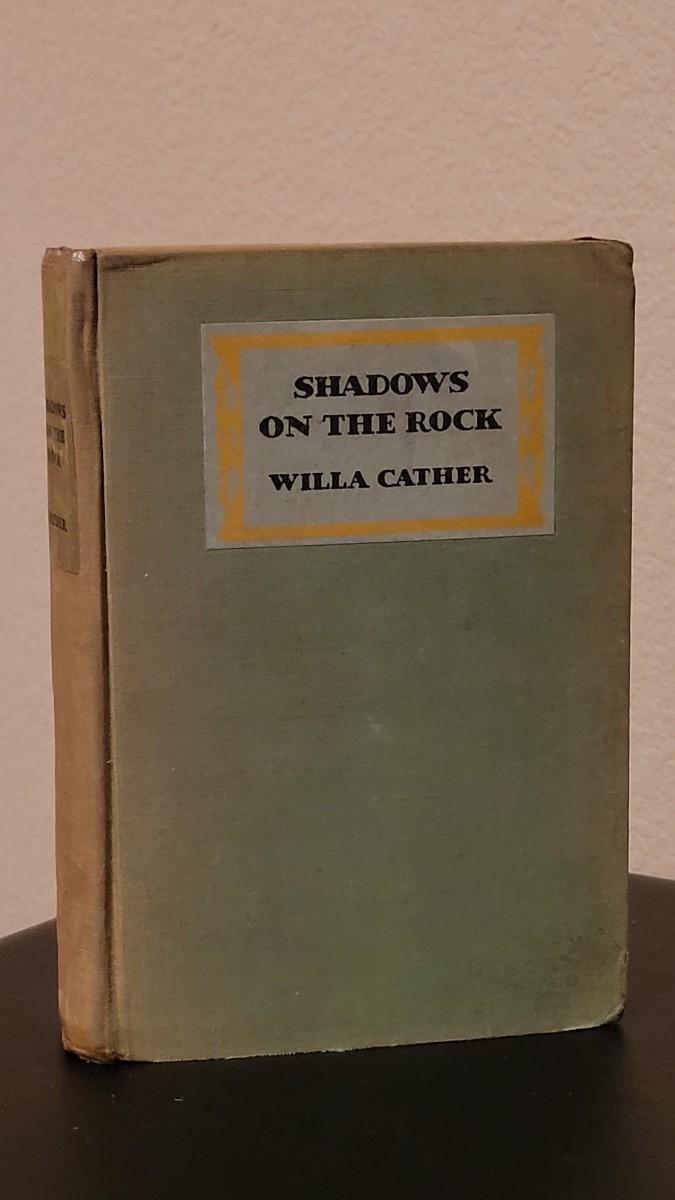 SHADOWS
ON THE ROCK
WILLA CATHER